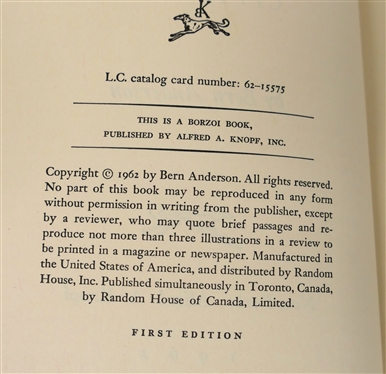 K
L.C. catalog card number: 62–15575
THIS IS A BORZOI BOOK,
PUBLISHED BY ALFRED A. KNOPF, INC.
Copyright © 1962 by Bern Anderson. All rights reserved.
No part of this book may be reproduced in any form
without permission in writing from the publisher, except
by a reviewer, who may quote brief passages and re-
produce not more than three illustrations in a review to
be printed in a magazine or newspaper. Manufactured in
the United States of America, and distributed by Random
House, Inc. Published simultaneously in Toronto, Canada,
by Random House of Canada, Limited.
FIRST EDITION